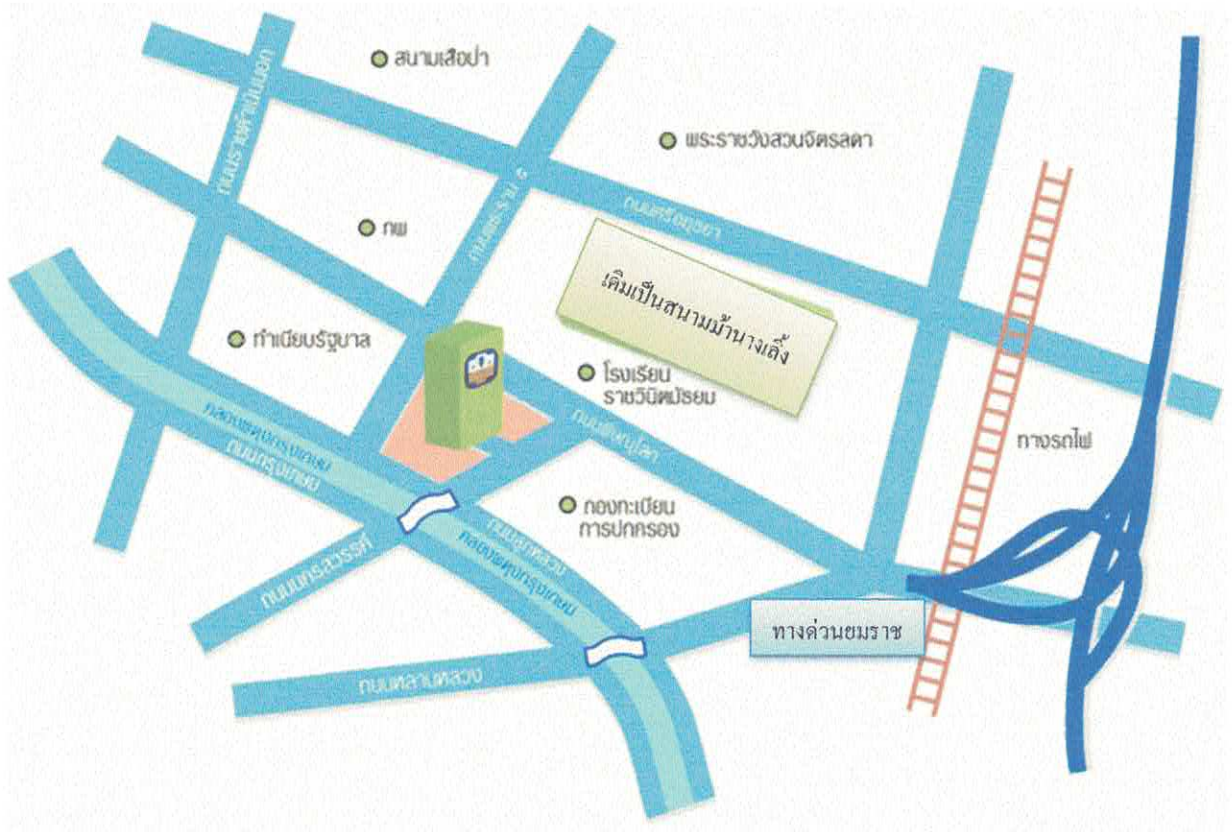 สนามเสือป่า
พระราชวังสวนจิตรลดา
ถนนราชดำเนินนอก
ถนนพระราม ๕
ถนนศรีอยุธยา
ทภ
เดิมเป็นสนามม้านางเลิ้ง
ทำเนียบรัฐบาล
โรงเรียน
ราชวินิตมัธยม
ถนนพิษณุโลก
ทางรถไฟ
คลองผดุงกรุงเกษม
ถนนกรุงเกษม
กองทะเบียน
การปกครอง
ถนนลูกหลวง
คลองผดุงกรุงเกษม
ถนนนครสวรรค์
ทางด่วนยมราช
ถนนหลานหลวง